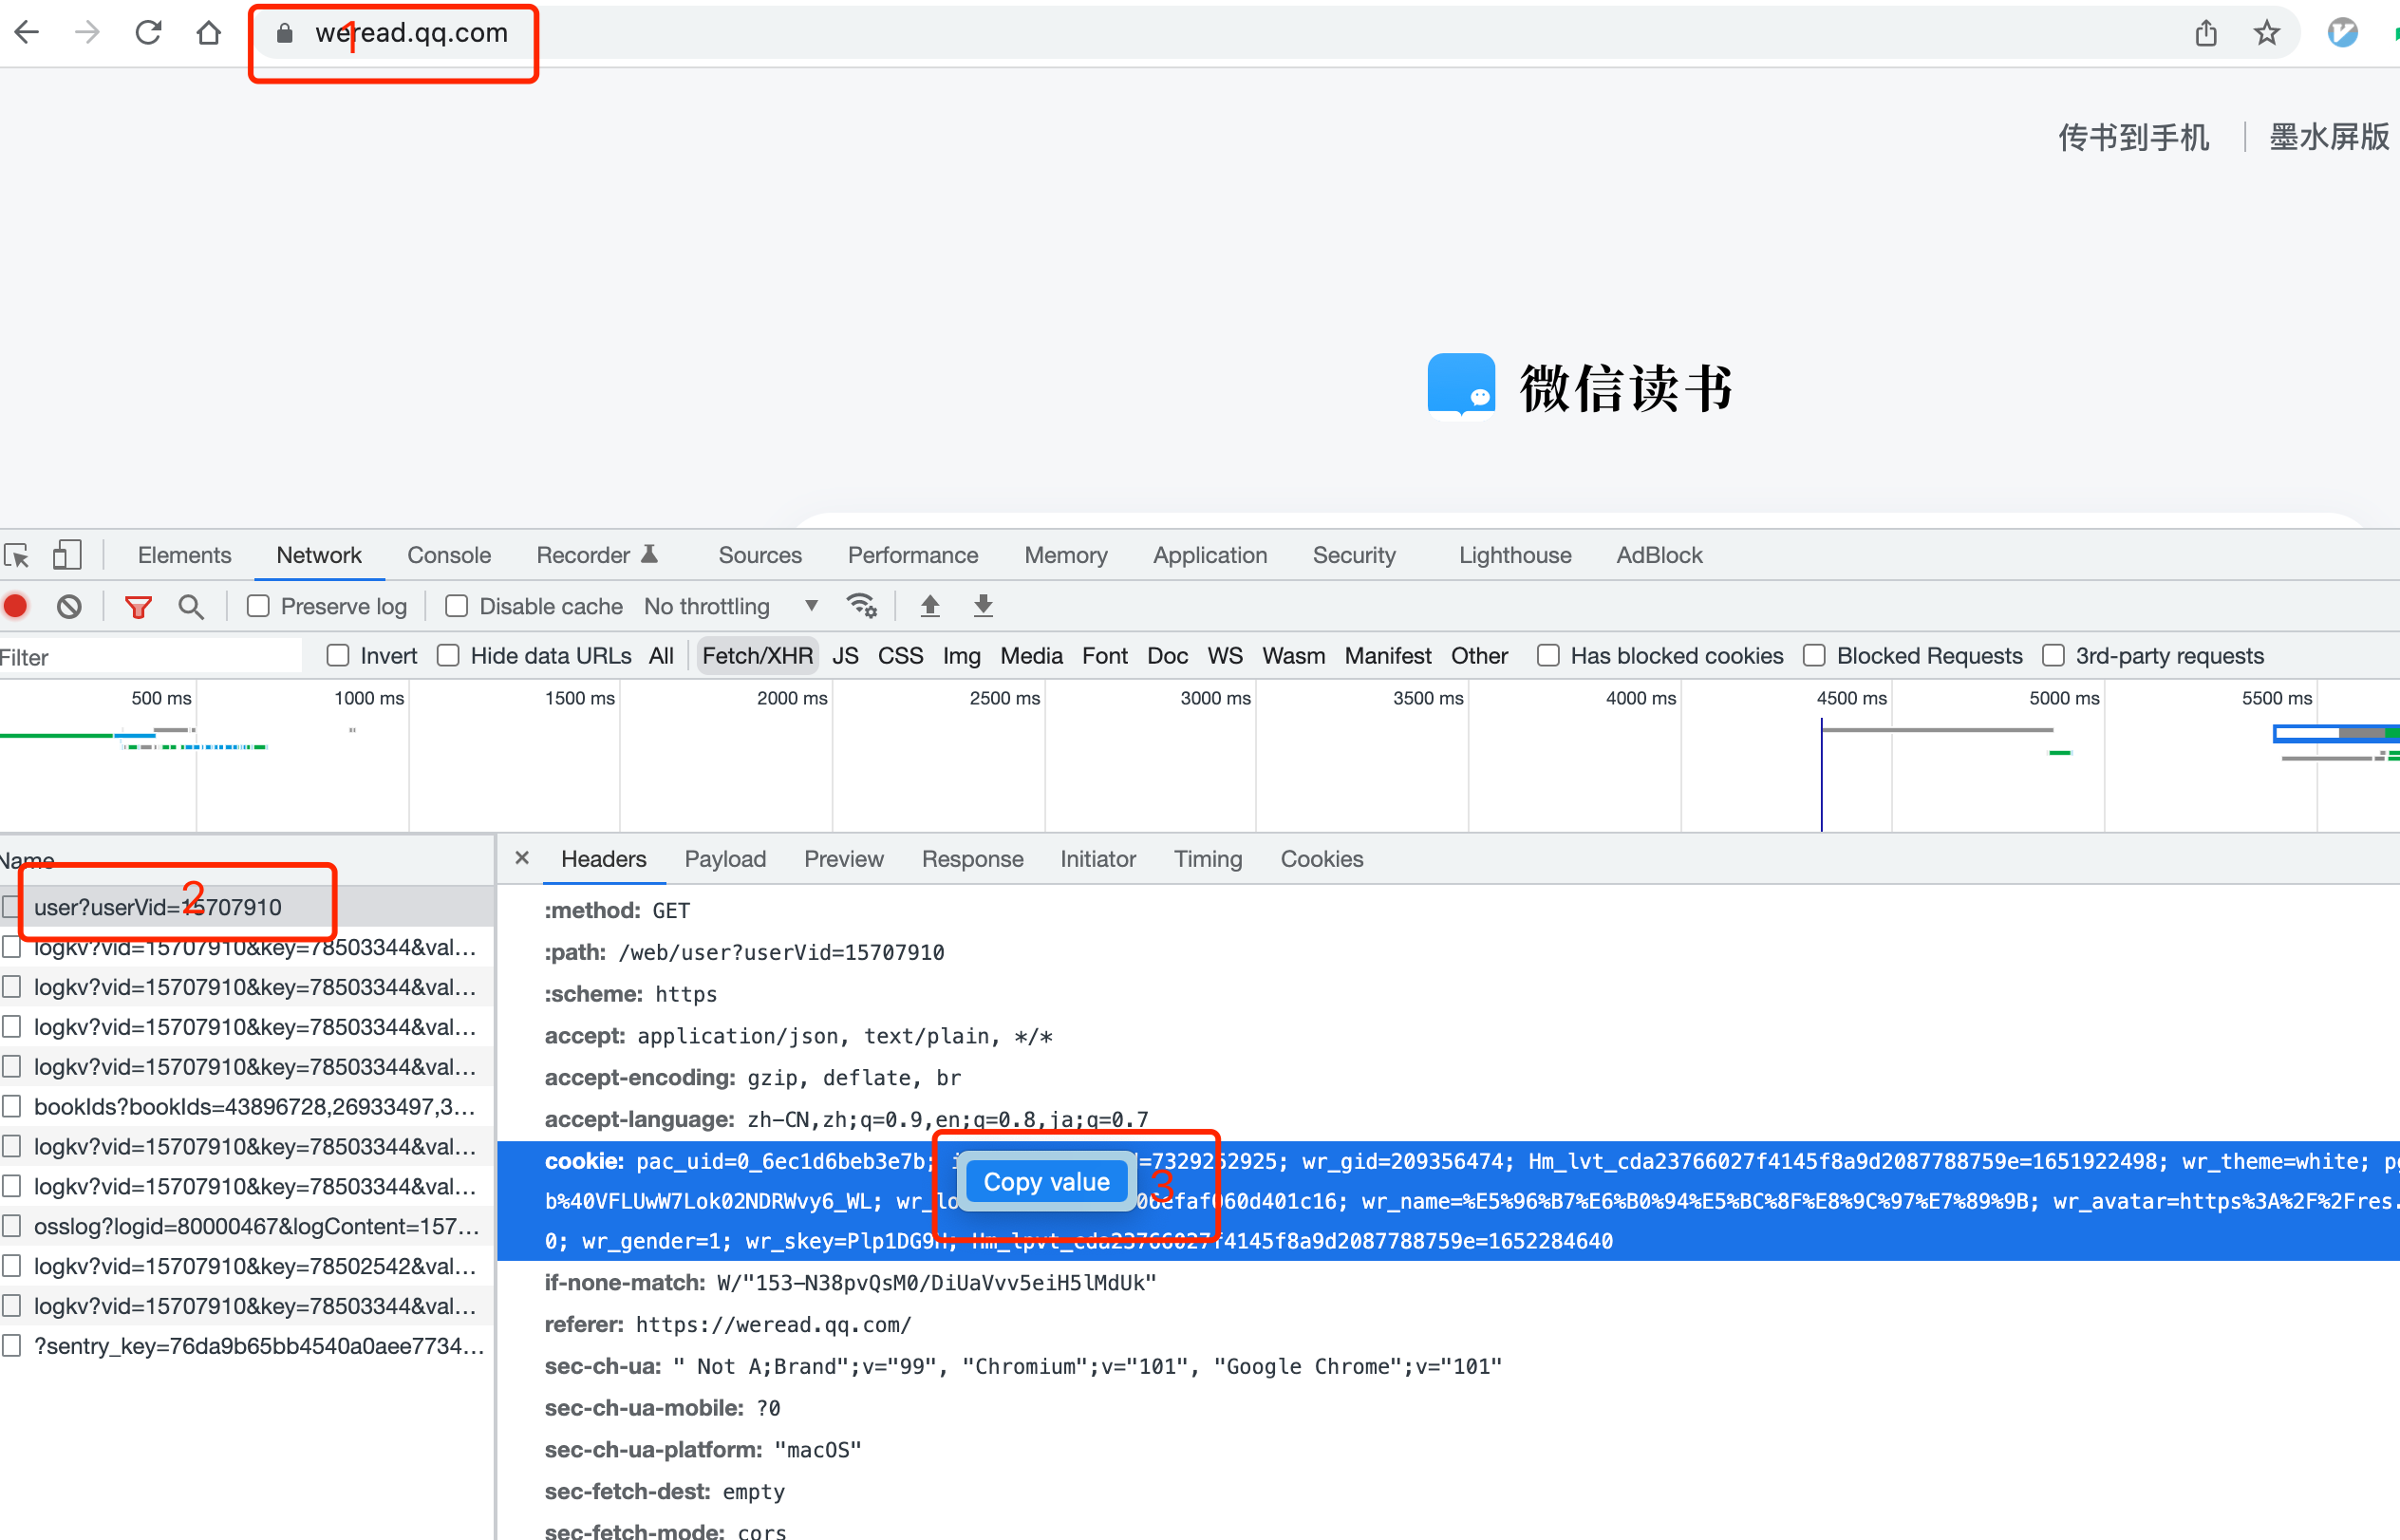 weread.qq.com
1
传书到手机 | 墨水屏版
微信读书
Elements Network Console Recorder Sources Performance Memory Application Security Lighthouse AdBlock
Preserve log Disable cache No throttling
Filter Invert Hide data URLs All Fetch/XHR JS CSS Img Media Font Doc WS Wasm Manifest Other Has blocked cookies Blocked Requests 3rd-party requests
500 ms 1000 ms 1500 ms 2000 ms 2500 ms 3000 ms 3500 ms 4000 ms 4500 ms 5000 ms 5500 ms
Name
2
user?userVid=15707910
logkv?vid=15707910&key=78503344&val...
logkv?vid=15707910&key=78503344&val...
logkv?vid=15707910&key=78503344&val...
logkv?vid=15707910&key=78503344&val...
bookIds?bookIds=43896728,26933497,3...
logkv?vid=15707910&key=78503344&val...
logkv?vid=15707910&key=78503344&val...
osslog?logid=80000467&logContent=157...
logkv?vid=15707910&key=78502542&val...
logkv?vid=15707910&key=78503344&val...
?sentry_key=76da9b65bb4540a0aee7734...
× Headers Payload Preview Response Initiator Timing Cookies
:method: GET
:path: /web/user?userVid=15707910
:scheme: https
accept: application/json, text/plain, */*
accept-encoding: gzip, deflate, br
accept-language: zh-CN,zh;q=0.9,en;q=0.8,ja;q=0.7
cookie: pac_uid=0_6ec1d6beb3e7b; =7329252925; wr_gid=209356474; Hm_lvt_cda23766027f4145f8a9d2087788759e=1651922498; wr_theme=white;
b%40VFLUwW7Lok02NDRWvy6_WL; 06efaf060d401c16; wr_name=%E5%96%B7%E6%B0%94%E5%BC%8F%E8%9C%97%E7%89%9B; wr_avatar=https%3A%2F%2Fres.
0; wr_gender=1; wr_skey=Plp1DG9H; Hm_lpvt_cda23766027f4145f8a9d2087788759e=1652284640
Copy value
3
if-none-match: W/"153-N38pvQsM0/DiUaVvv5eiH5lMdUk"
referer: https://weread.qq.com/
sec-ch-ua: " Not A;Brand";v="99", "Chromium";v="101", "Google Chrome";v="101"
sec-ch-ua-mobile: ?0
sec-ch-ua-platform: "macOS"
sec-fetch-dest: empty
sec-fetch-mode: cors